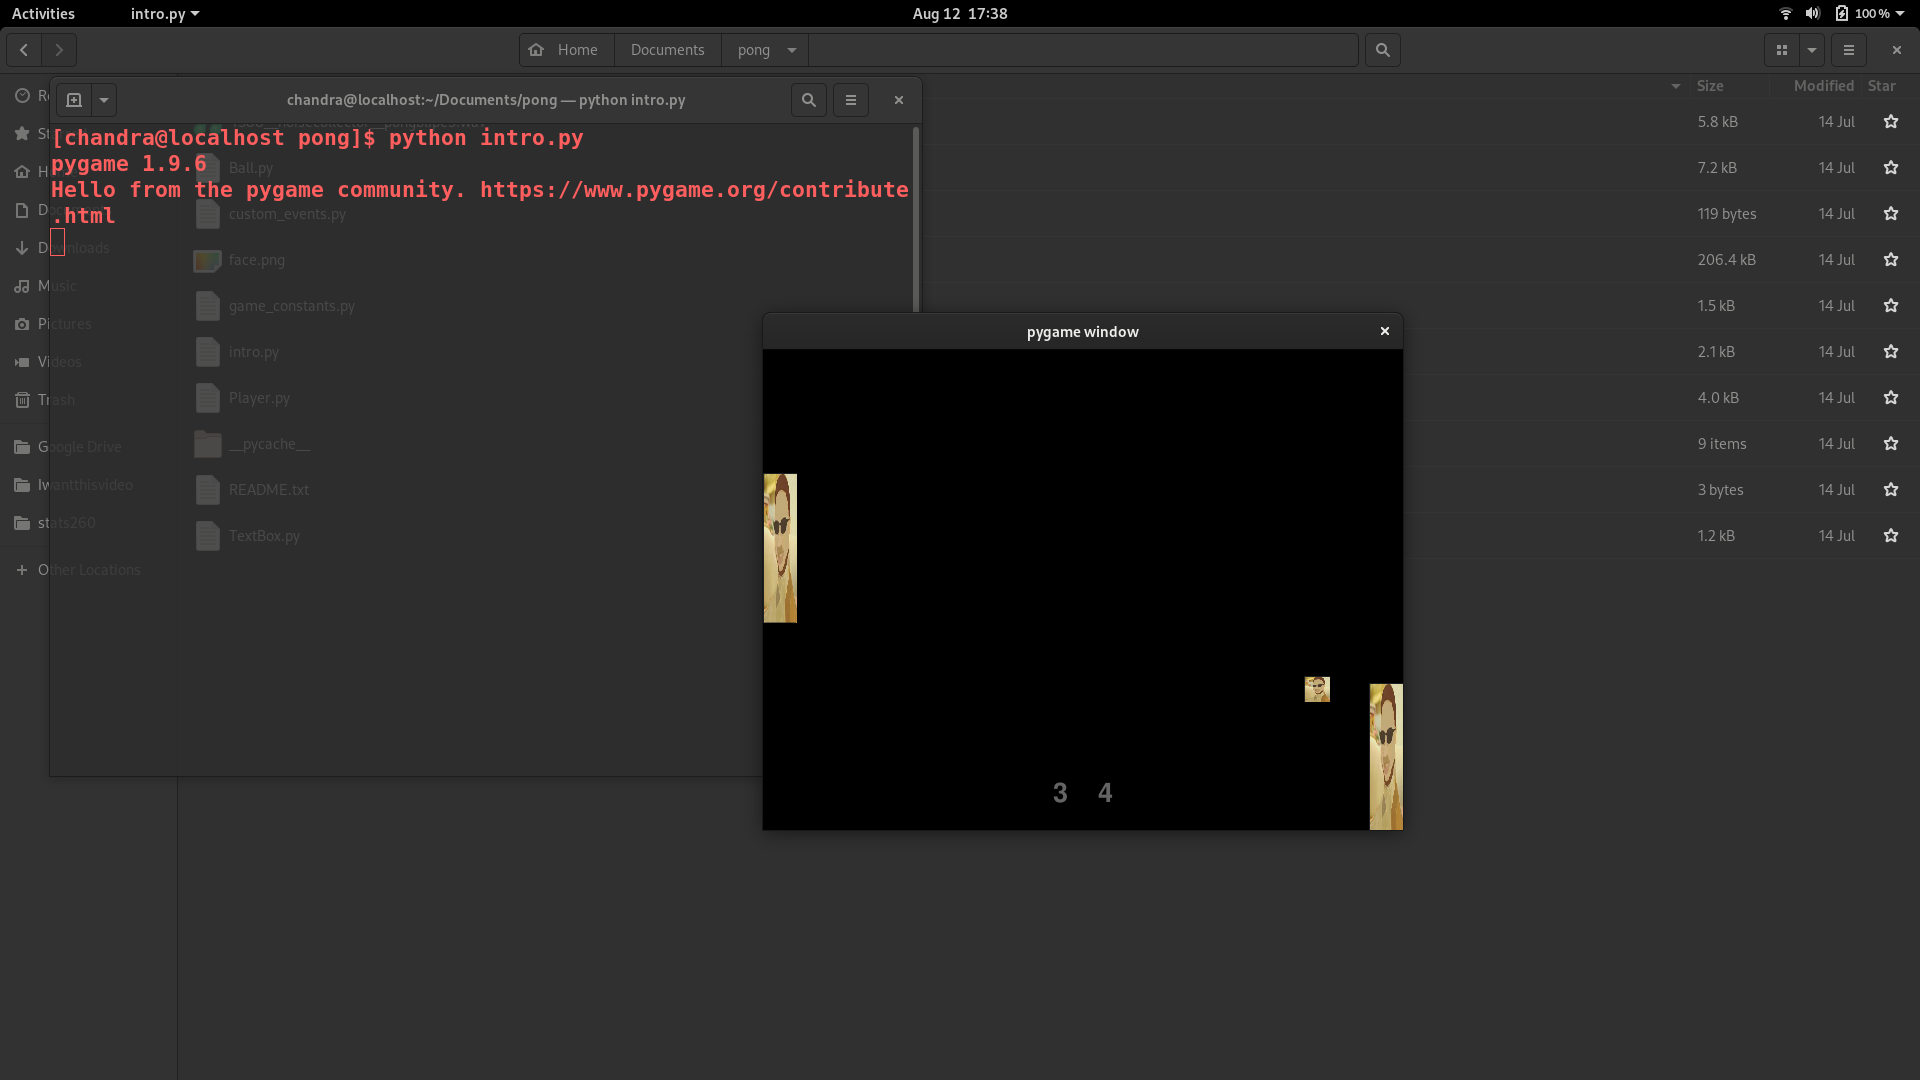 Activities
intro.py
Aug 12 17:38
100 %
Home
Documents
pong
Size
Modified
Star
chandra@localhost:~/Documents/pong — python intro.py
[chandra@localhost pong]$ python intro.py
pygame 1.9.6
Hello from the pygame community. https://www.pygame.org/contribute
.html
Downloads
Music
Pictures
Videos
Trash
Google Drive
Iwantthisvideo
stats260
Other Locations
5.8 kB
14 Jul
Ball.py
7.2 kB
14 Jul
custom_events.py
119 bytes
14 Jul
face.png
206.4 kB
14 Jul
game_constants.py
1.5 kB
14 Jul
intro.py
2.1 kB
14 Jul
Player.py
4.0 kB
14 Jul
__pycache__
9 items
14 Jul
README.txt
3 bytes
14 Jul
TextBox.py
1.2 kB
14 Jul
pygame window
3 4